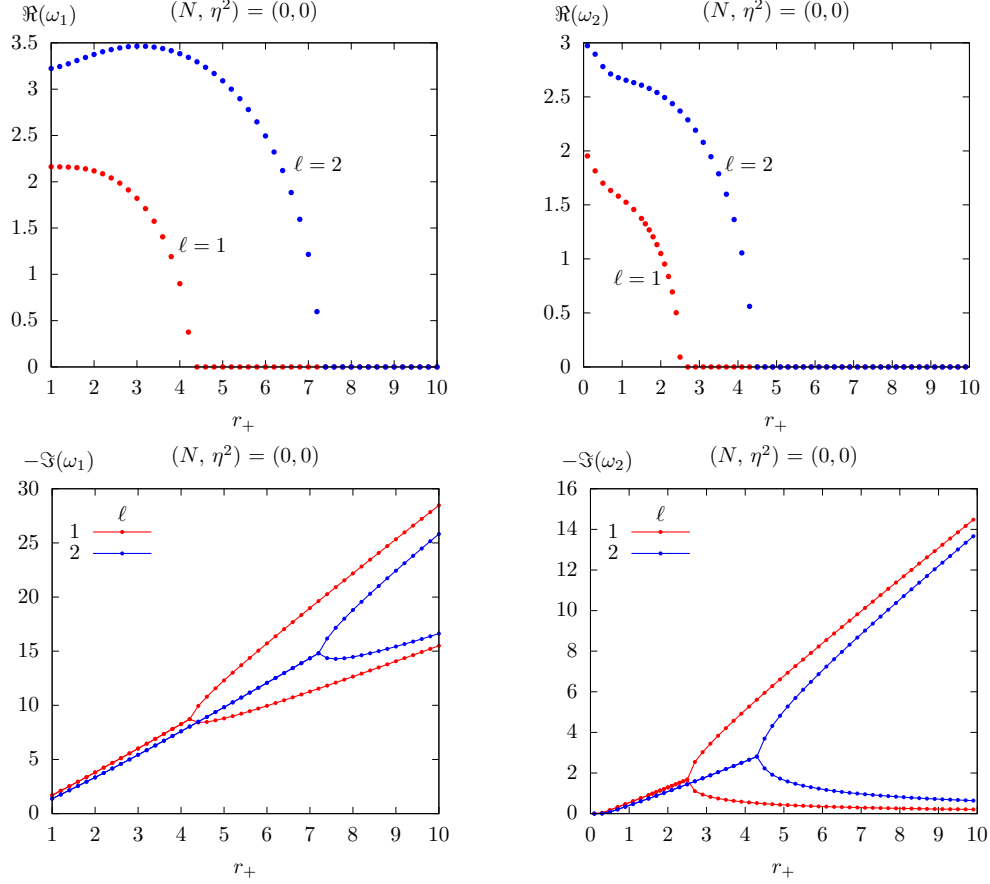 ℜ(ω₁) (N, η²) = (0,0)
3.5
3
2.5
2
1.5
1
0.5
0
ℓ = 2
ℓ = 1
1 2 3 4 5 6 7 8 9 10
r₊
ℜ(ω₂) (N, η²) = (0,0)
3
2.5
2
1.5
1
0.5
0
ℓ = 2
ℓ = 1
0 1 2 3 4 5 6 7 8 9 10
r₊
−ℑ(ω₁) (N, η²) = (0,0)
30
25
20
15
10
5
0
ℓ
1
2
1 2 3 4 5 6 7 8 9 10
r₊
−ℑ(ω₂) (N, η²) = (0,0)
16
14
12
10
8
6
4
2
0
ℓ
1
2
0 1 2 3 4 5 6 7 8 9 10
r₊